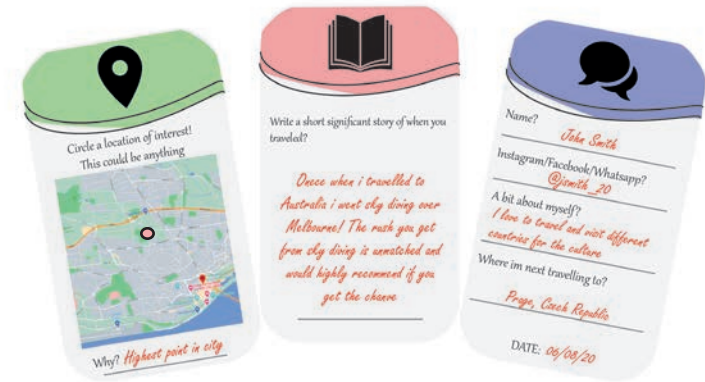 Circle a location of interest!
This could be anything
Why? Highest point in city
Write a short significant story of when you
traveled?
Onece when i travelled to
Australia i went sky diving over
Melbourne! The rush you get
from sky diving is unmatched and
would highly recommend if you
get the chanve
Name?
John Smith
Instagram/Facebook/Whatsapp?
@jsmith_20
A bit about myself?
I love to travel and visit different
countries for the culture
Where im next travelling to?
Prage, Czech Republic
DATE: 06/08/20